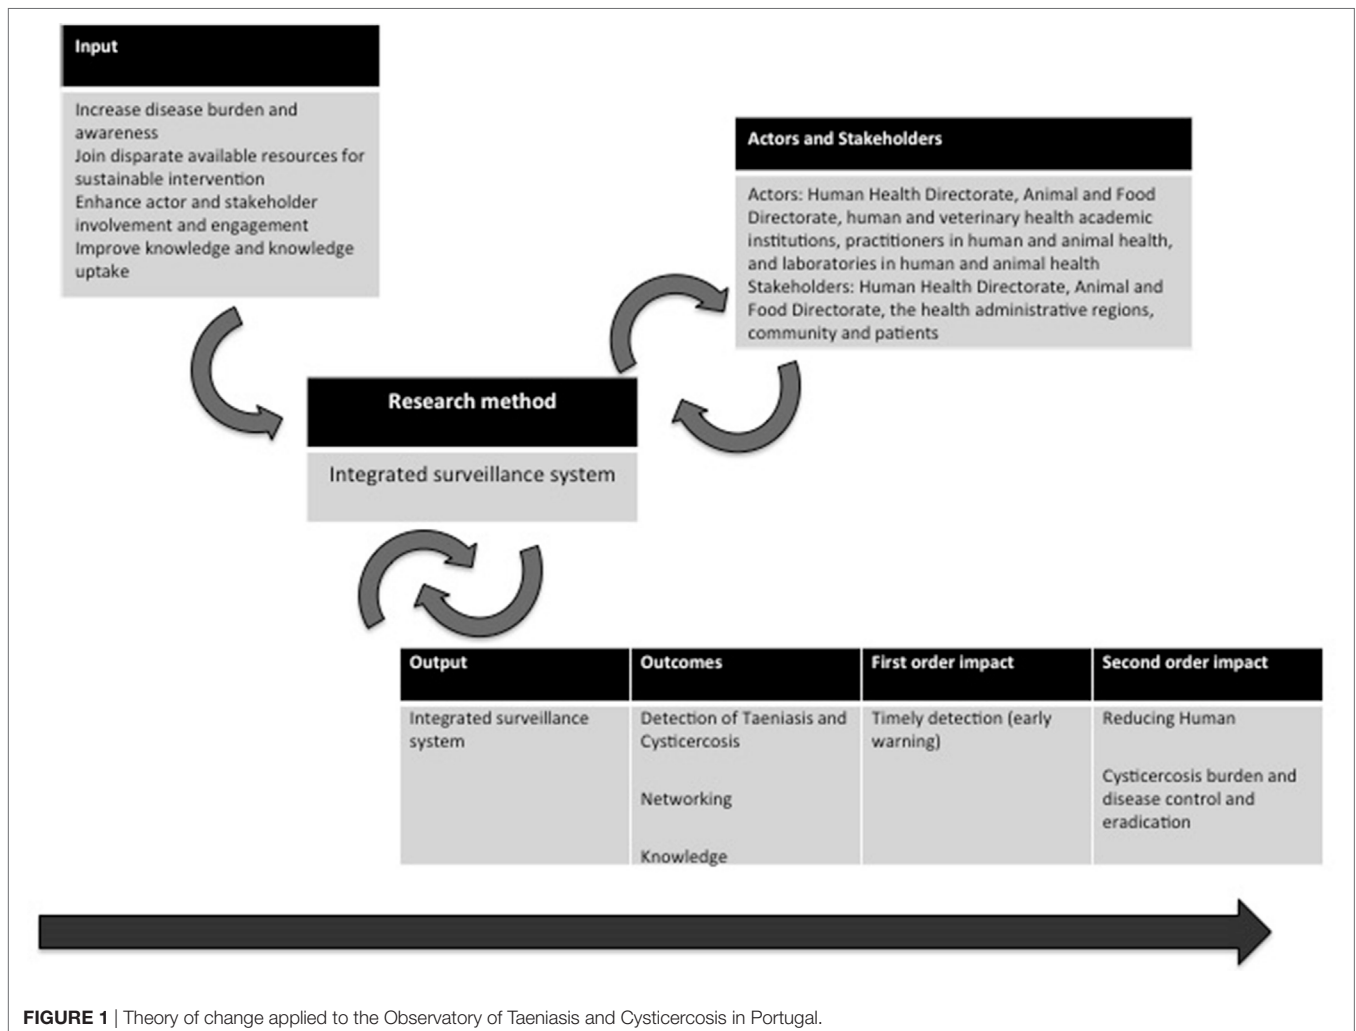 Input
Increase disease burden and
awareness
Join disparate available resources for
sustainable intervention
Enhance actor and stakeholder
involvement and engagement
Improve knowledge and knowledge
uptake
Actors and Stakeholders
Actors: Human Health Directorate, Animal and Food
Directorate, human and veterinary health academic
institutions, practitioners in human and animal health,
and laboratories in human and animal health
Stakeholders: Human Health Directorate, Animal and
Food Directorate, the health administrative regions,
community and patients
Research method
Integrated surveillance system
Output
Integrated surveillance
system
Outcomes
Detection of Taeniasis and
Cysticercosis
Networking
Knowledge
First order impact
Timely detection (early
warning)
Second order impact
Reducing Human
Cysticercosis burden and
disease control and
eradication
FIGURE 1 | Theory of change applied to the Observatory of Taeniasis and Cysticercosis in Portugal.